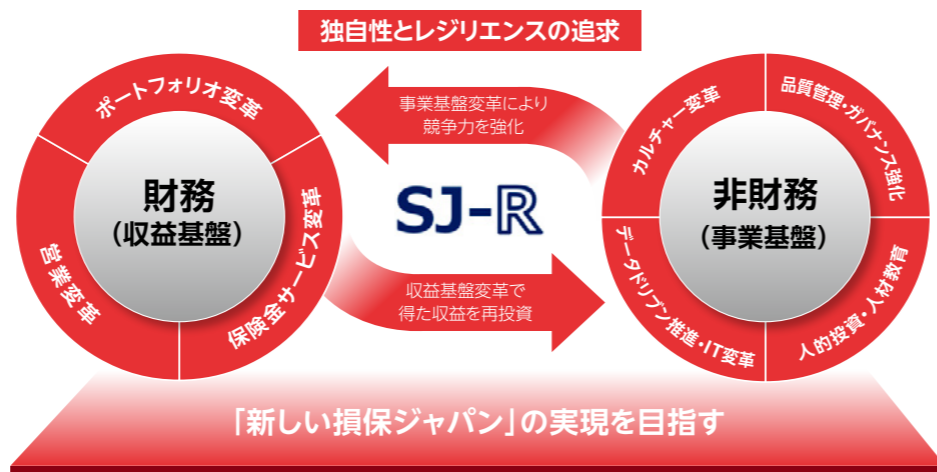 独自性とレジリエンスの追求
ポートフォリオ変革
営業変革
保険金サービス変革
財務
(収益基盤)
事業基盤変革により
競争力を強化
SJ-R
収益基盤変革で
得た収益を再投資
カルチャー変革
品質管理・ガバナンス強化
データドリブン推進・IT変革
人的投資・人材教育
非財務
(事業基盤)
「新しい損保ジャパン」の実現を目指す